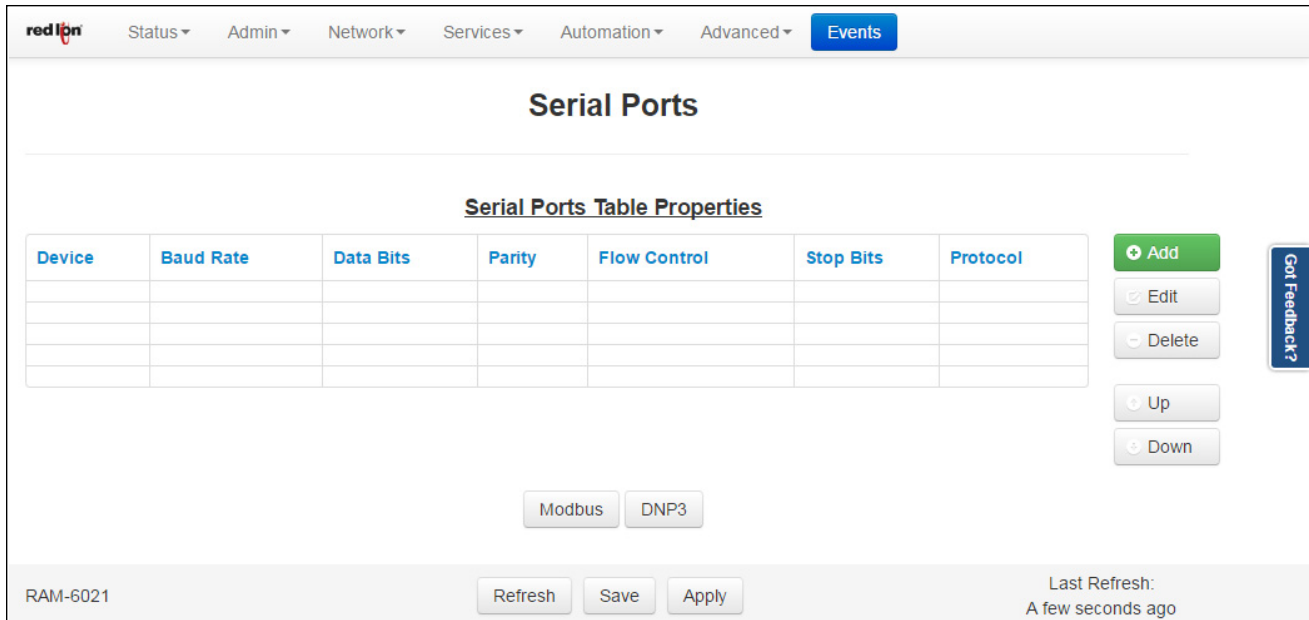 red lion Status Admin Network Services Automation Advanced Events
Serial Ports
Serial Ports Table Properties
Device Baud Rate Data Bits Parity Flow Control Stop Bits Protocol
Add
Edit
Delete
Up
Down
Got Feedback?
Modbus DNP3
RAM-6021 Refresh Save Apply Last Refresh:
A few seconds ago